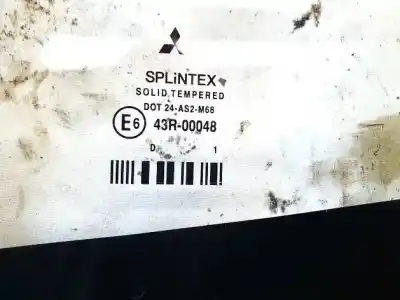 SPLiNTEX
SOLID TEMPERED
DOT 24-AS2-M68
E6 43R-00048
D 1